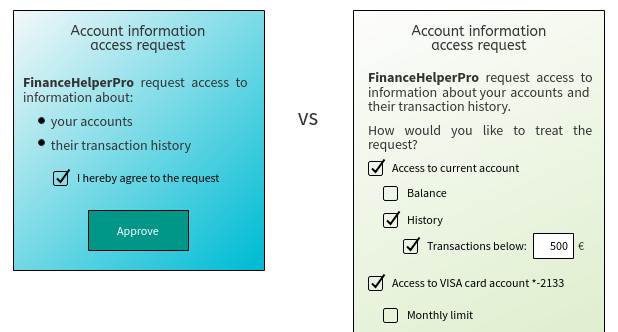 Account information
access request
FinanceHelperPro request access to
information about:
your accounts
their transaction history
I hereby agree to the request
Approve
vs
Account information
access request
FinanceHelperPro request access to
information about your accounts and
their transaction history.
How would you like to treat the
request?
Access to current account
Balance
History
Transactions below: 500 €
Access to VISA card account *-2133
Monthly limit